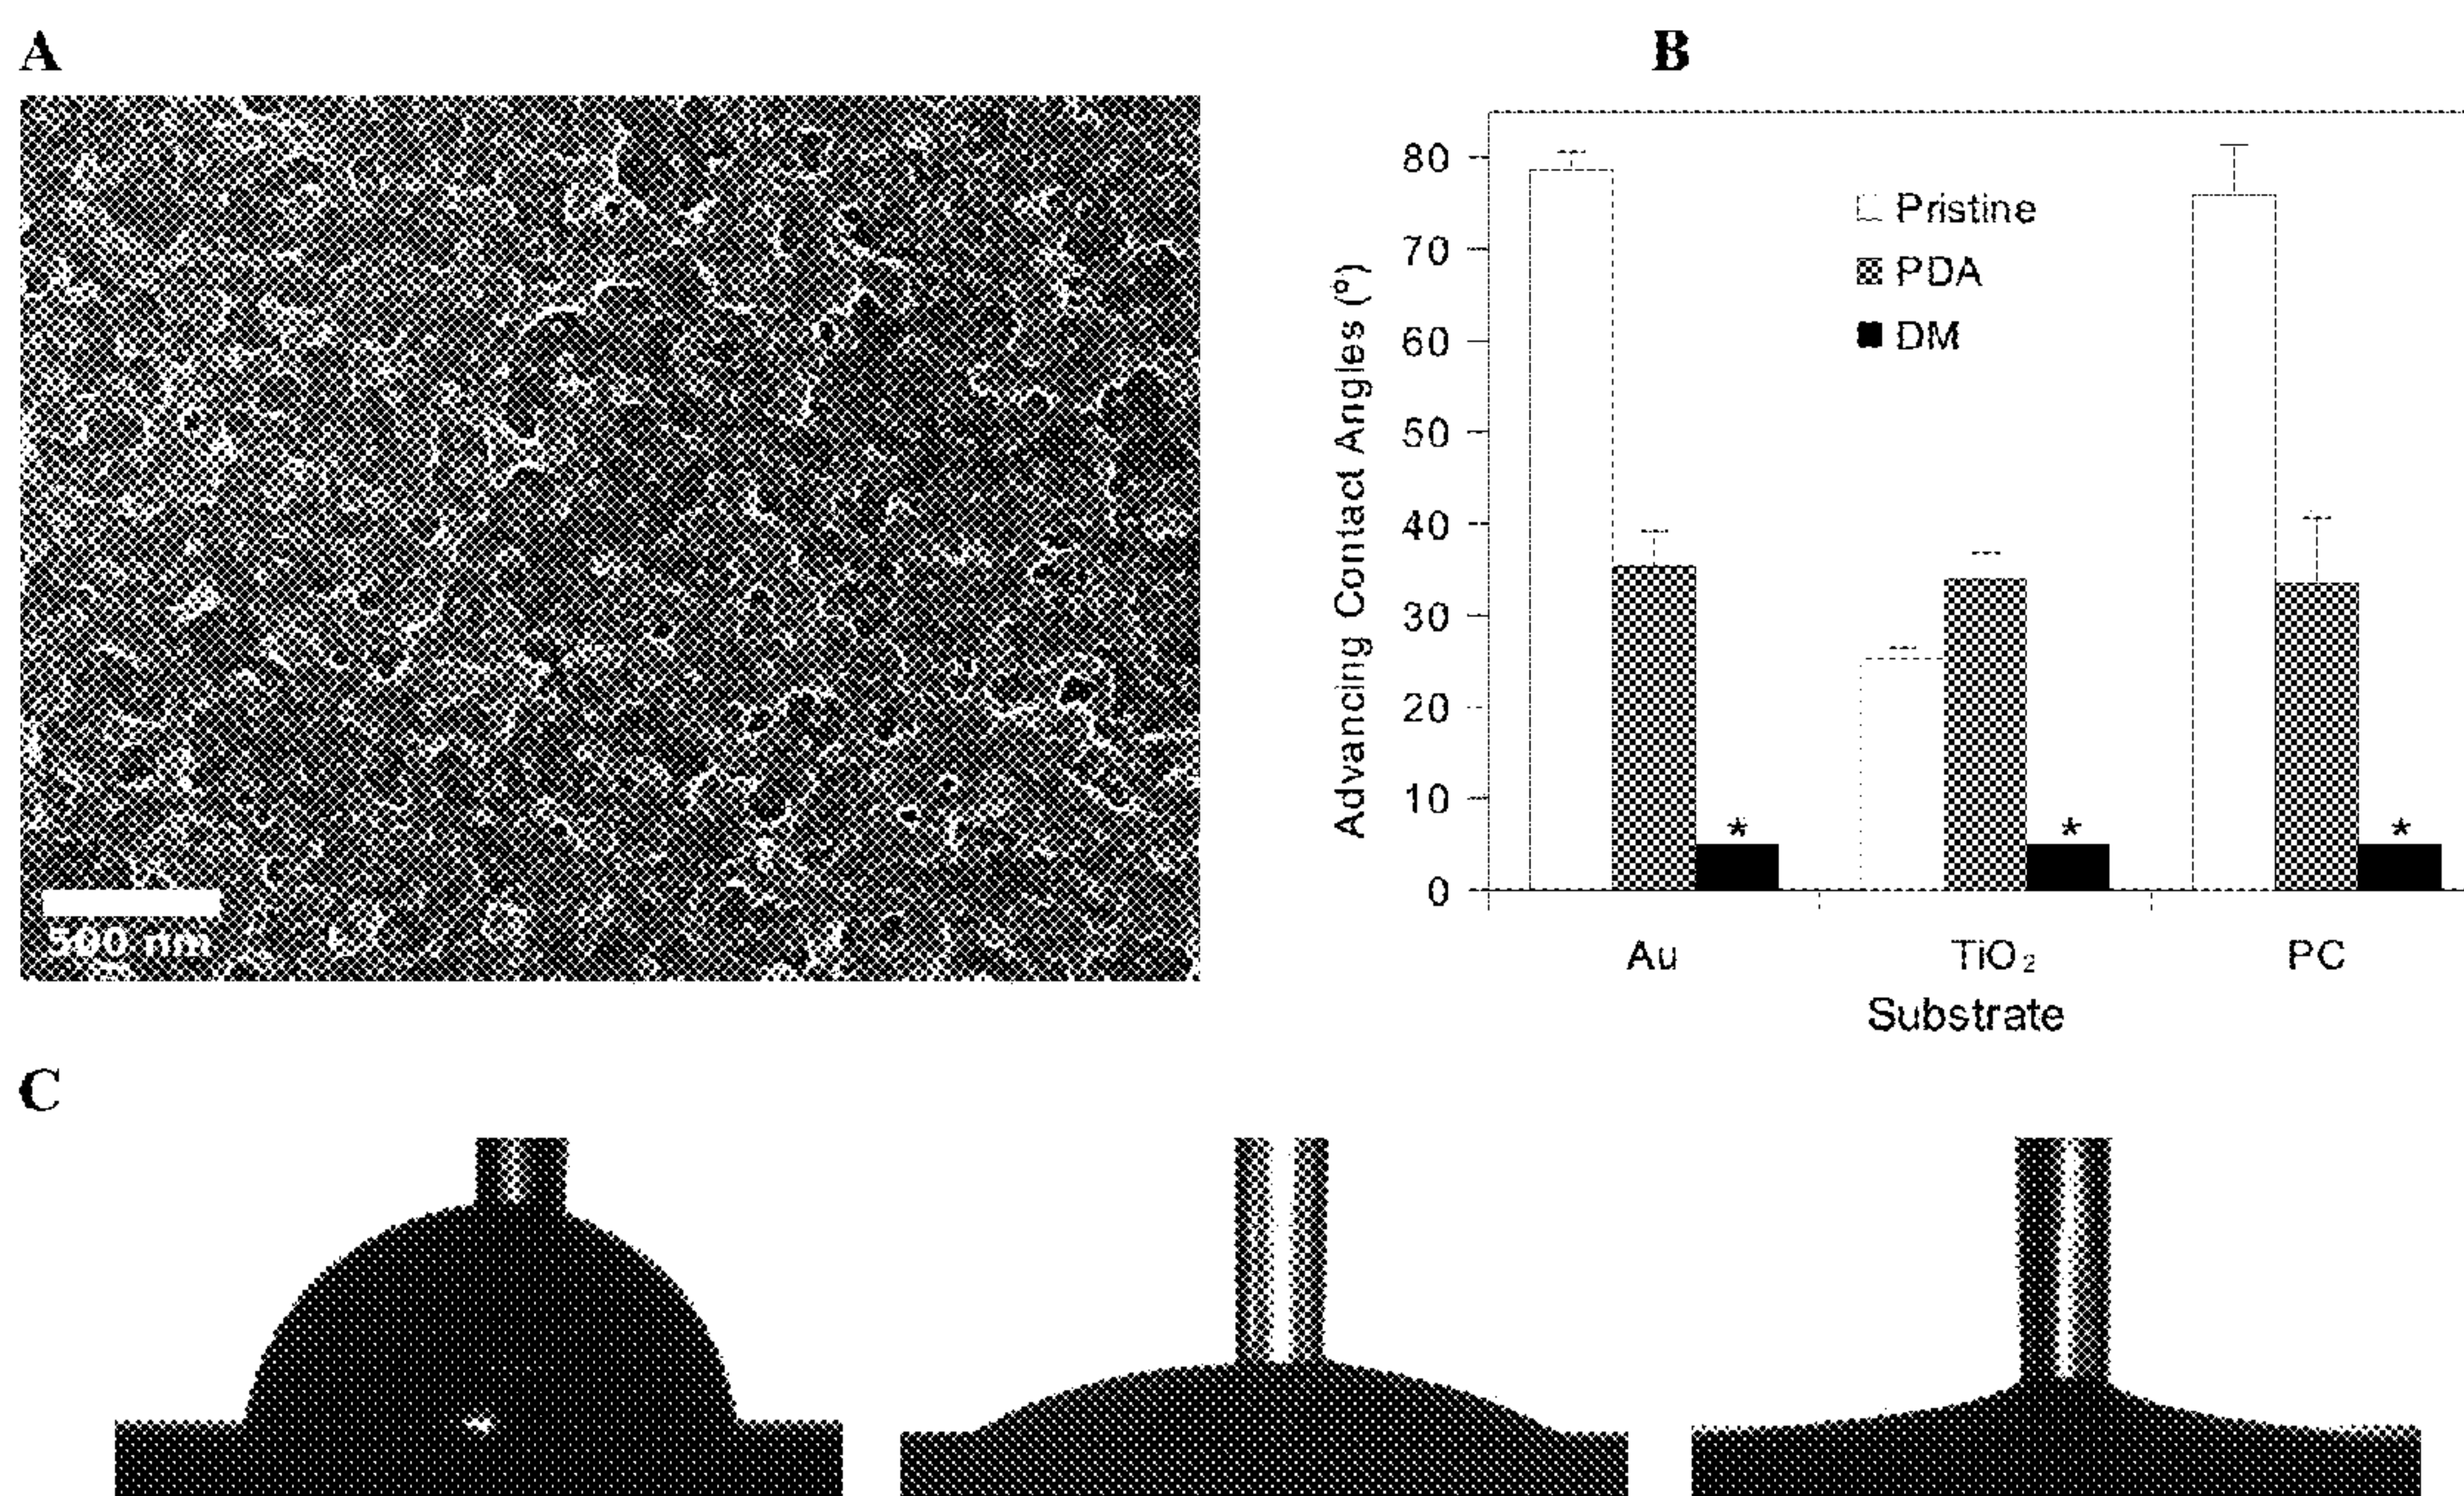 A
B
500 nm
80
70
60
50
40
30
20
10
0
Advancing Contact Angles (º)
Pristine
PDA
DM
*
*
*
Au
TiO₂
PC
Substrate
C